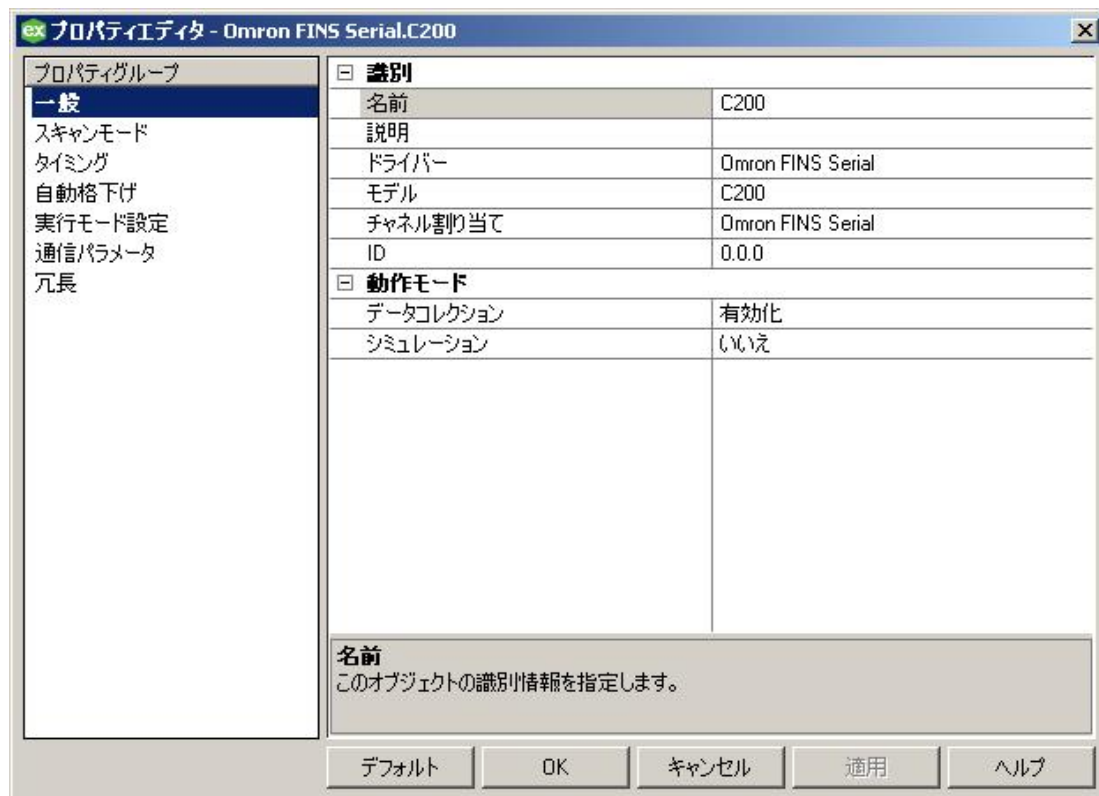 ex プロパティエディタ - Omron FINS Serial.C200
プロパティグループ
一般
スキャンモード
タイミング
自動格下げ
実行モード設定
通信パラメータ
冗長
識別
名前 C200
説明
ドライバー Omron FINS Serial
モデル C200
チャネル割り当て Omron FINS Serial
ID 0.0.0
動作モード
データコレクション 有効化
シミュレーション いいえ
名前
このオブジェクトの識別情報を指定します。
デフォルト OK キャンセル 適用 ヘルプ